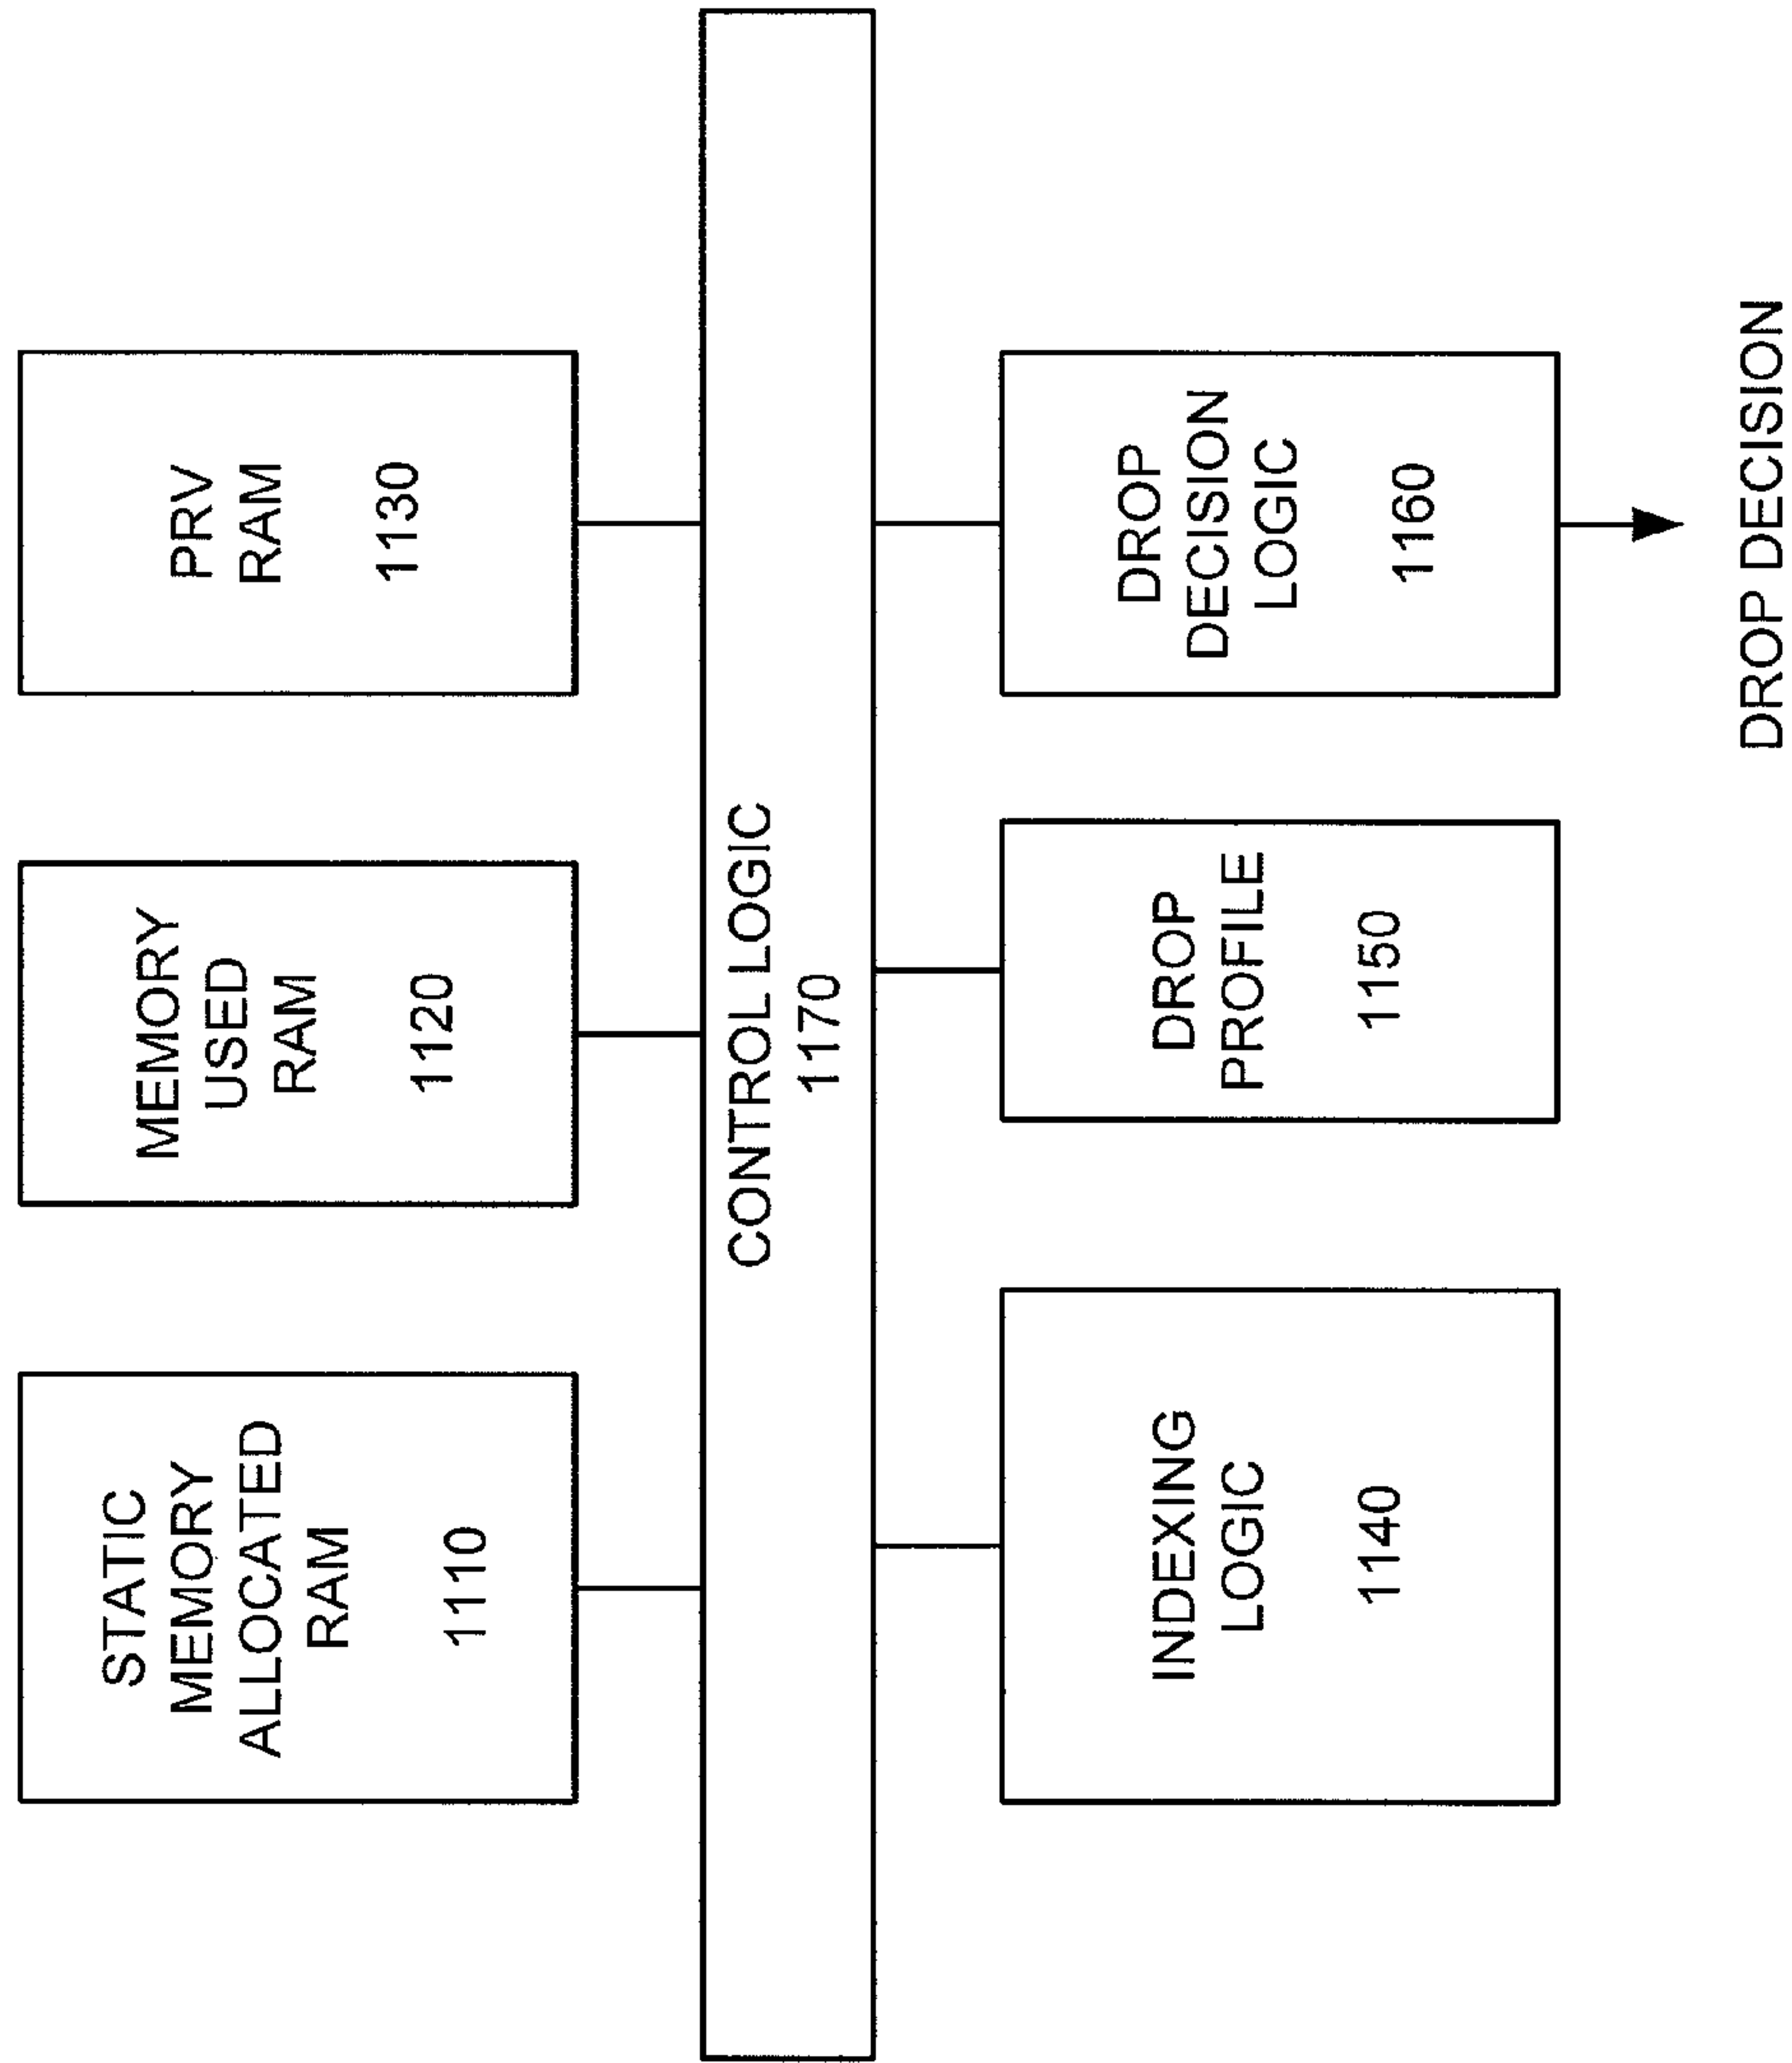 STATIC
MEMORY
ALLOCATED
RAM
1110
MEMORY
USED
RAM
1120
PRV
RAM
1130
CONTROL LOGIC
1170
INDEXING
LOGIC
1140
DROP
PROFILE
1150
DROP
DECISION
LOGIC
1160
DROP DECISION